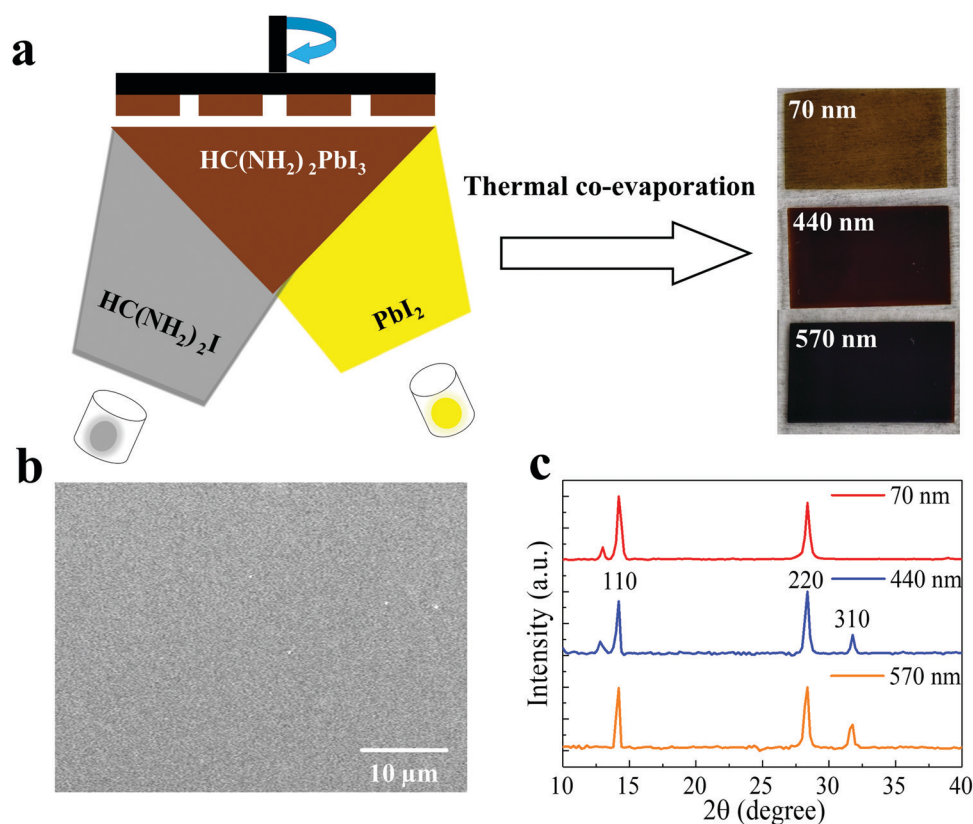 a
HC(NH₂)₂PbI₃
HC(NH₂)₂I
PbI₂
Thermal co-evaporation
70 nm
440 nm
570 nm
b
10 μm
c
Intensity (a.u.)
70 nm
110
220
440 nm
310
570 nm
10 15 20 25 30 35 40
2θ (degree)